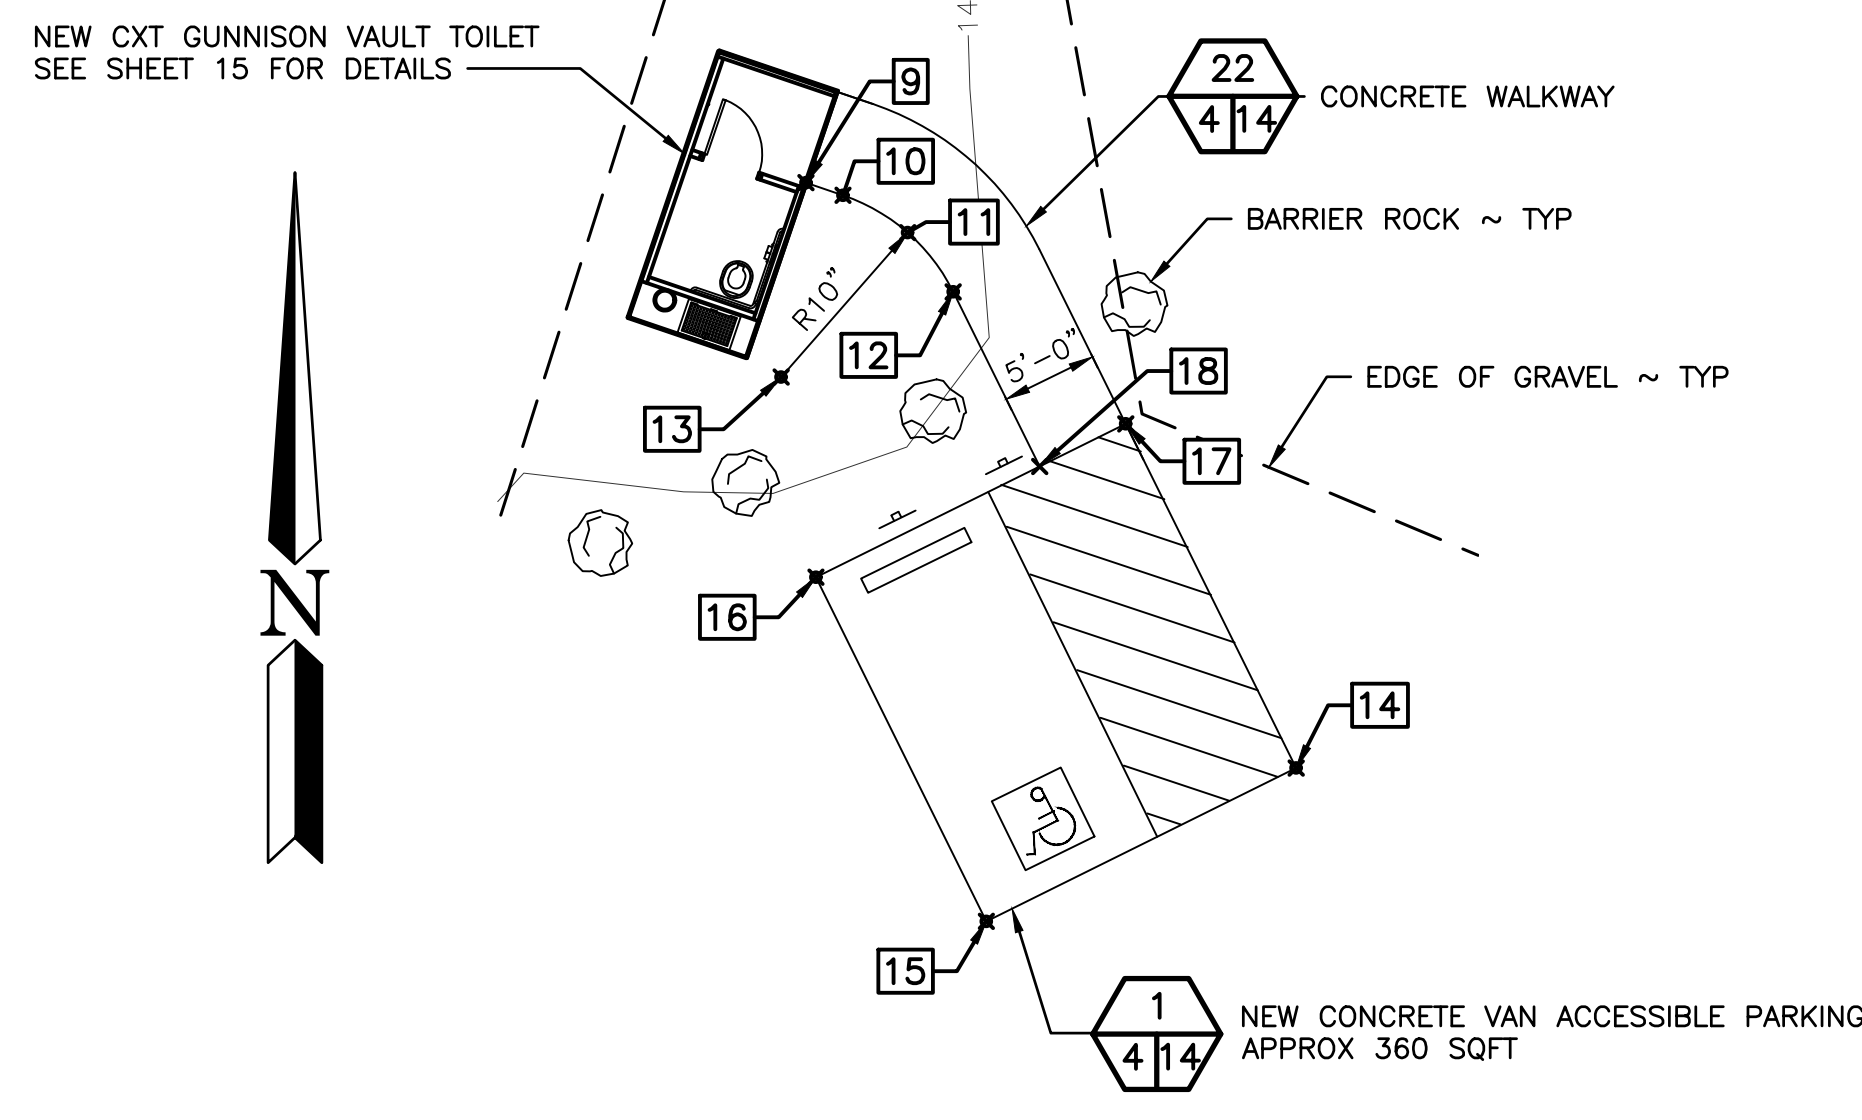 NEW CXT GUNNISON VAULT TOILET
SEE SHEET 15 FOR DETAILS
14
9
22
4 14
CONCRETE WALKWAY
10
11
BARRIER ROCK ~ TYP
R10”
12
5’-0”
18
EDGE OF GRAVEL ~ TYP
13
17
N
16
14
15
1
4 14
NEW CONCRETE VAN ACCESSIBLE PARKING
APPROX 360 SQFT